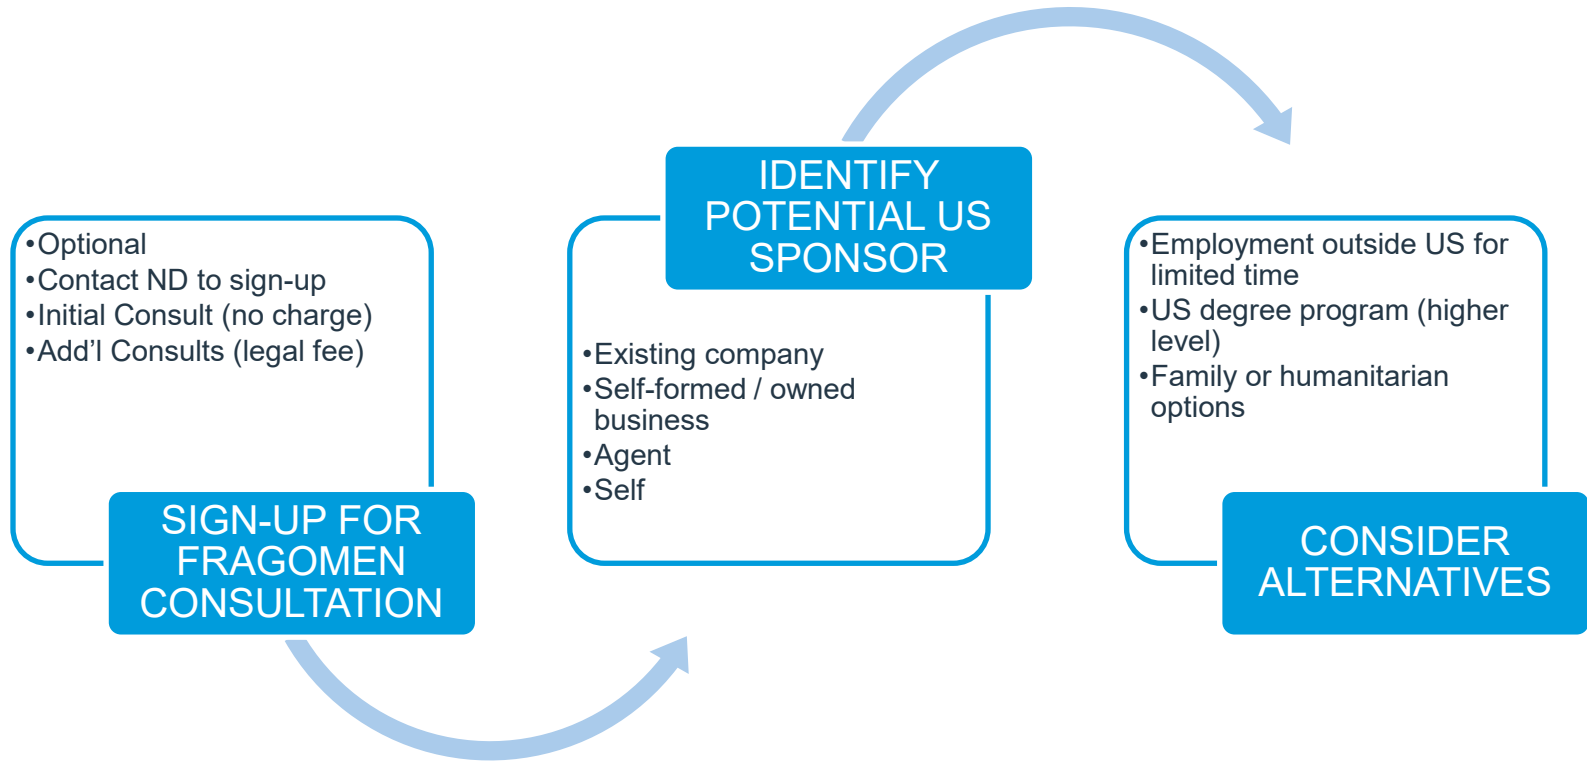 •Optional
•Contact ND to sign-up
•Initial Consult (no charge)
•Add'l Consults (legal fee)
SIGN-UP FOR
FRAGOMEN
CONSULTATION
IDENTIFY
POTENTIAL US
SPONSOR
•Existing company
•Self-formed / owned
business
•Agent
•Self
•Employment outside US for
limited time
•US degree program (higher
level)
•Family or humanitarian
options
CONSIDER
ALTERNATIVES